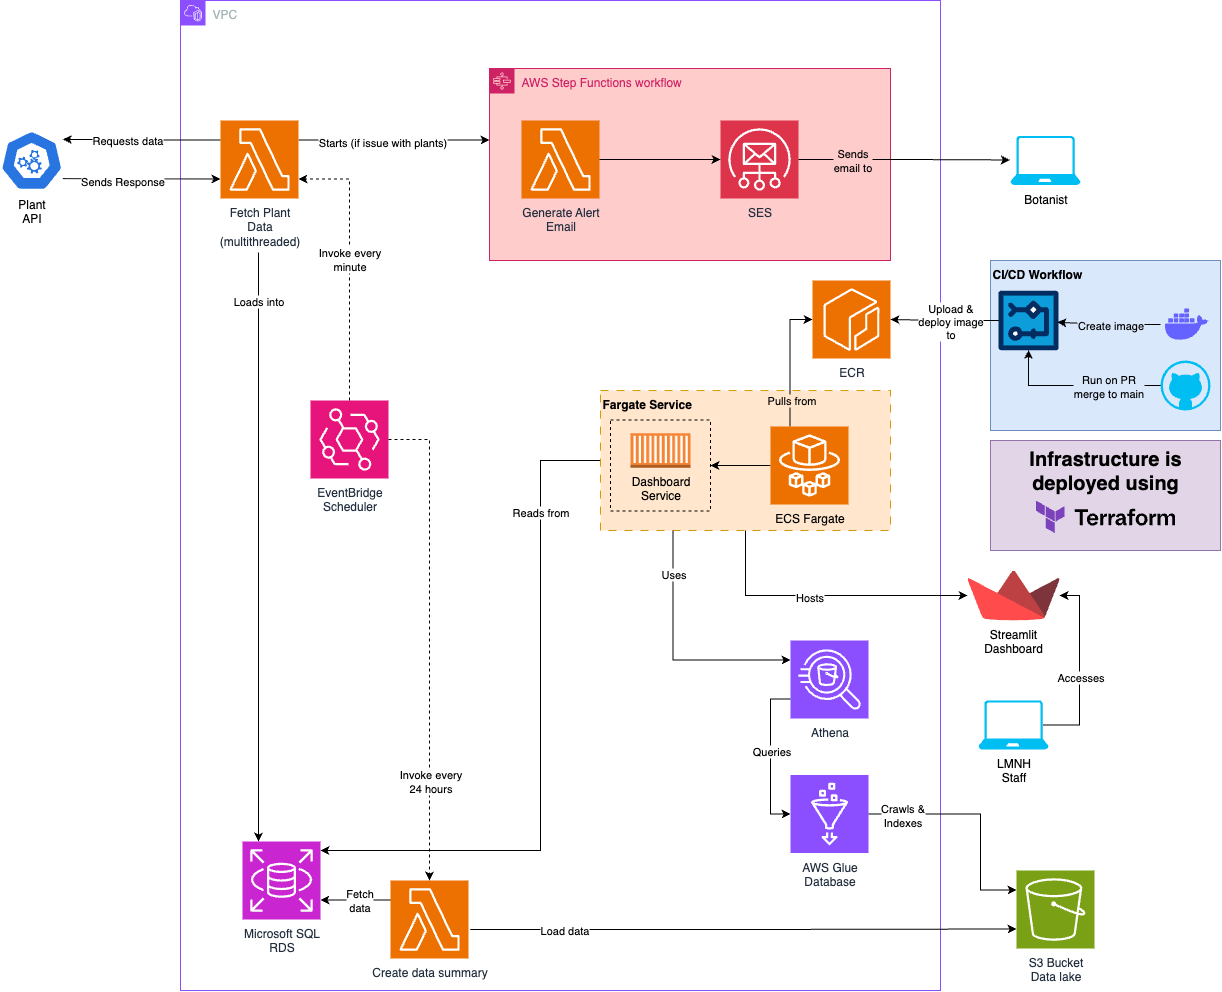 VPC
AWS Step Functions workflow
Requests data
Starts (if issue with plants)
Sends
email to
Sends Response
Plant
API
Fetch Plant
Data
(multithreaded)
Generate Alert
Email
SES
Botanist
Invoke every
minute
Loads into
CI/CD Workflow
Upload &
deploy image
to
Create image
ECR
Run on PR
merge to main
Pulls from
Fargate Service
Dashboard
Service
ECS Fargate
Infrastructure is
deployed using
Terraform
EventBridge
Scheduler
Reads from
Uses
Hosts
Streamlit
Dashboard
Accesses
Athena
Queries
LMNH
Staff
Invoke every
24 hours
Crawls &
Indexes
AWS Glue
Database
Fetch
data
Microsoft SQL
RDS
Load data
Create data summary
S3 Bucket
Data lake